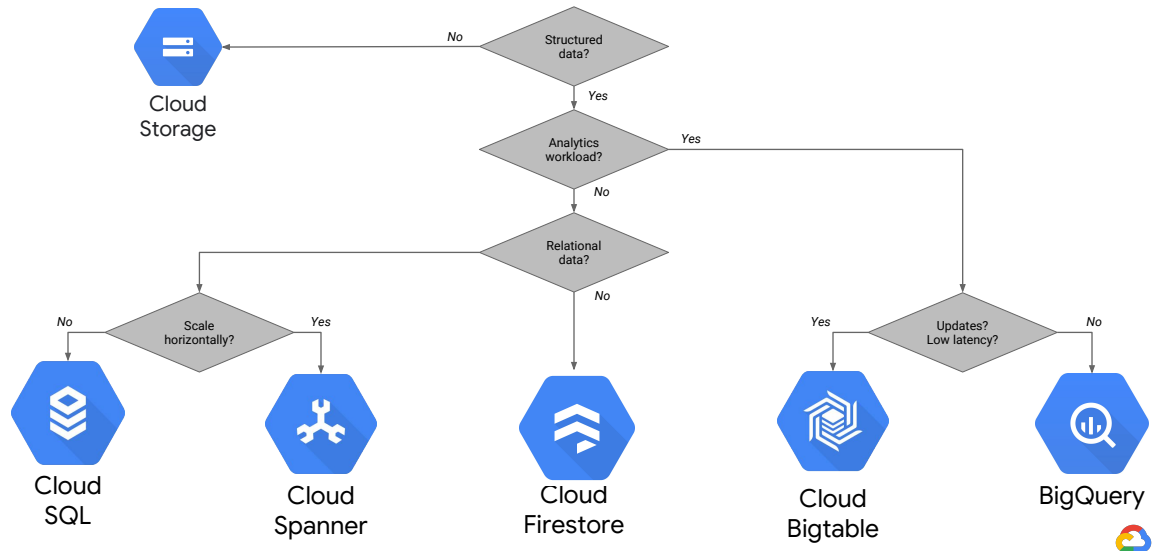 No
Structured
data?
Cloud
Storage
Yes
Analytics
workload?
Yes
No
Relational
data?
No
No
Scale
horizontally?
Yes
Yes
Updates?
Low latency?
No
Cloud
SQL
Cloud
Spanner
Cloud
Firestore
Cloud
Bigtable
BigQuery